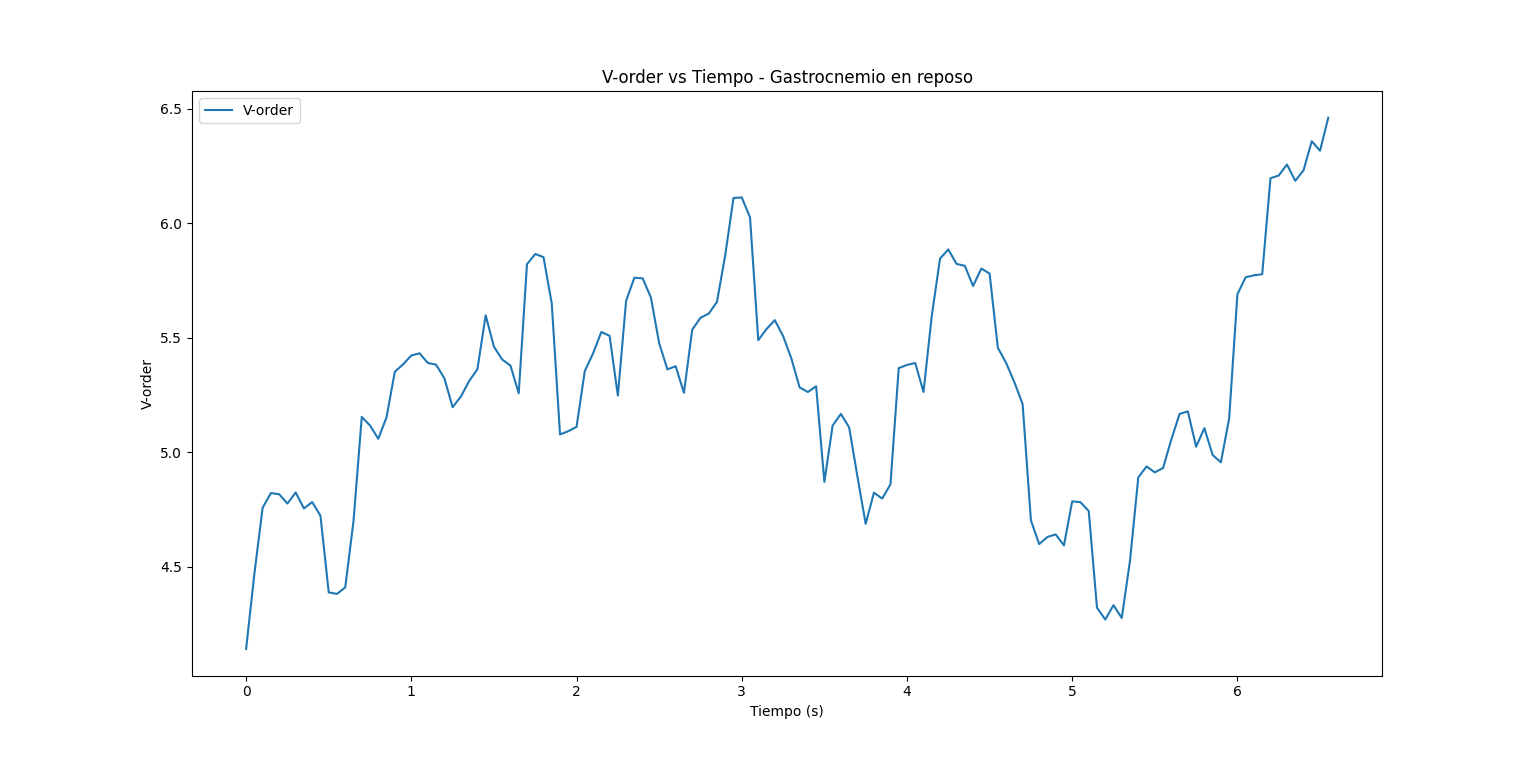 V-order vs Tiempo - Gastrocnemio en reposo
V-order
6.5
6.0
5.5
5.0
4.5
V-order
0 1 2 3 4 5 6
Tiempo (s)